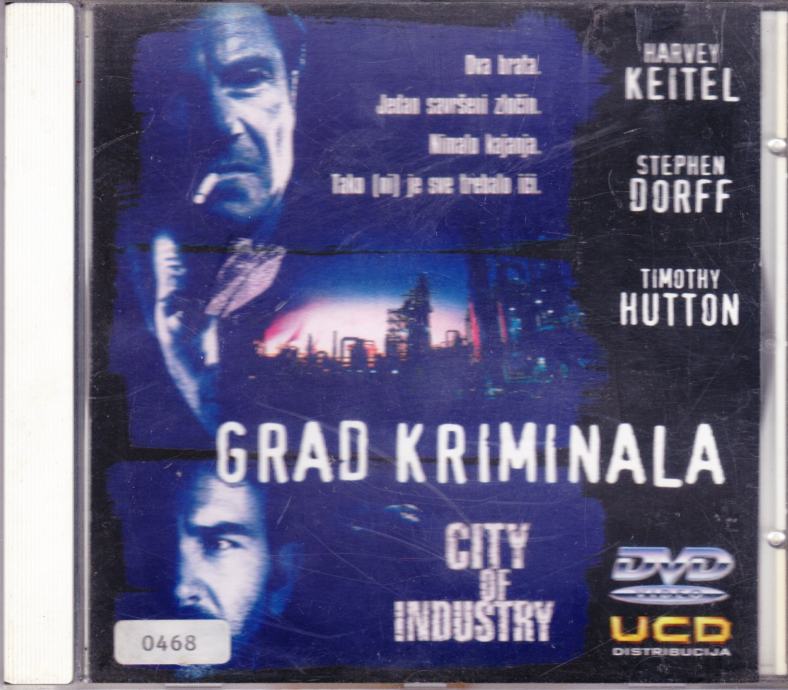 Dva brata.
Jedan savršeni zločin.
Nimalo kajanja.
Tako (ni) je sve trebalo ići.
HARVEY
KEITEL
STEPHEN
DORFF
TIMOTHY
HUTTON
GRAD KRIMINALA
CITY
OF
INDUSTRY
DVD
VIDEO
UCD
DISTRIBUCIJA
0468